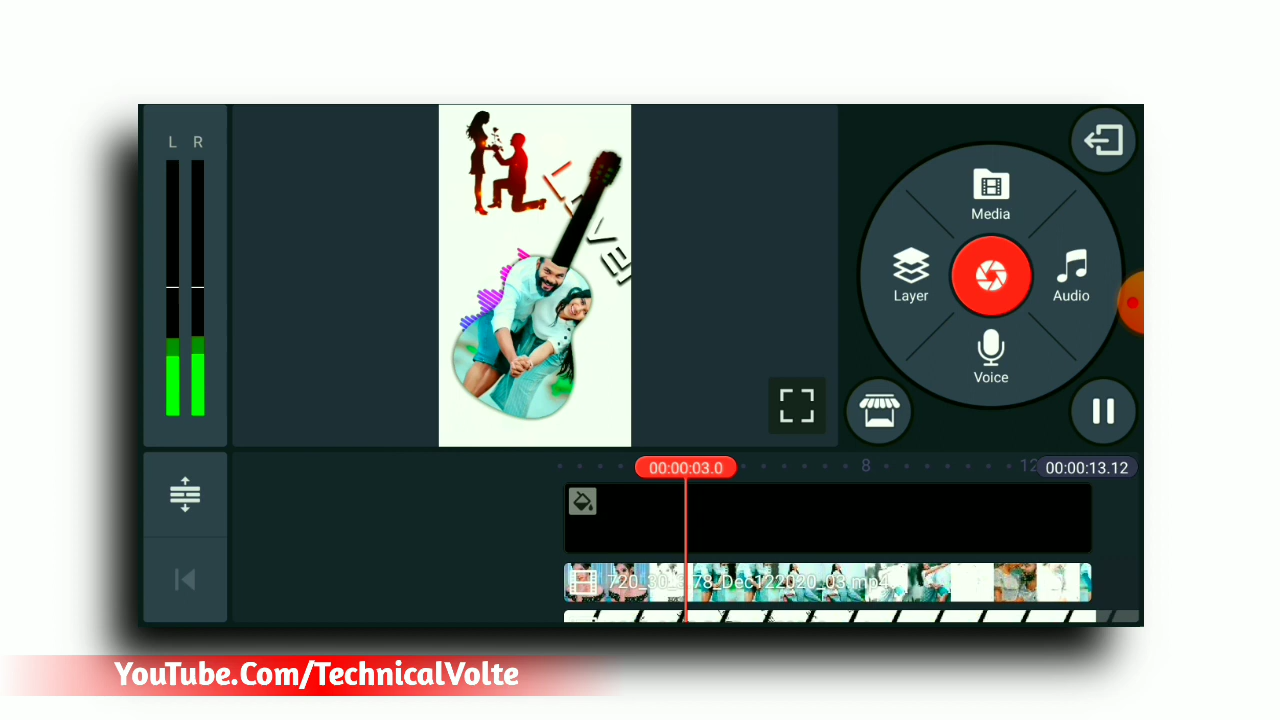 L R
Media
Layer
Audio
Voice
00:00:03.0
8
12
00:00:13.12
YouTube.Com/TechnicalVolte